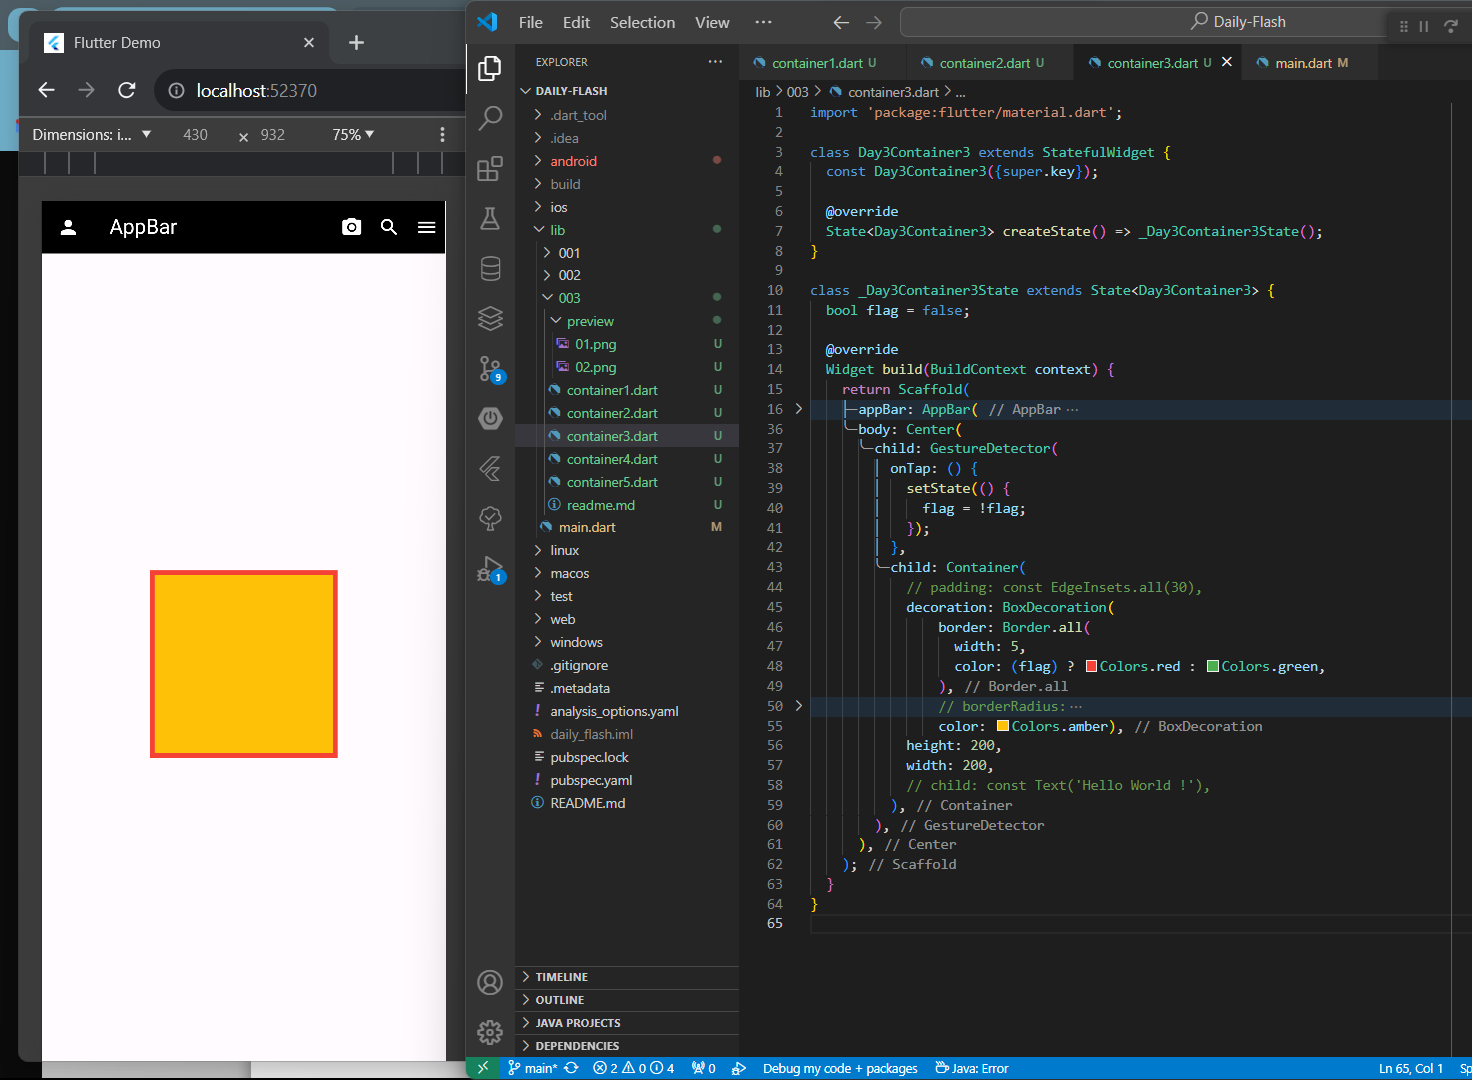 Flutter Demo
localhost:52370
Dimensions: i...
430
x
932
75%
AppBar
File
Edit
Selection
View
Daily-Flash
EXPLORER
DAILY-FLASH
.dart_tool
.idea
android
build
ios
lib
001
002
003
preview
01.png U
02.png U
container1.dart U
container2.dart U
container3.dart U
container4.dart U
container5.dart U
readme.md U
main.dart M
linux
macos
test
web
windows
.gitignore
.metadata
analysis_options.yaml
daily_flash.iml
pubspec.lock
pubspec.yaml
README.md
TIMELINE
OUTLINE
JAVA PROJECTS
DEPENDENCIES
9
1
container1.dart U
container2.dart U
container3.dart U
main.dart M
lib > 003 > container3.dart > ...
1 import 'package:flutter/material.dart';
2
3 class Day3Container3 extends StatefulWidget {
4 const Day3Container3({super.key});
5
6 @override
7 State<Day3Container3> createState() => _Day3Container3State();
8 }
9
10 class _Day3Container3State extends State<Day3Container3> {
11 bool flag = false;
12
13 @override
14 Widget build(BuildContext context) {
15 return Scaffold(
16 appBar: AppBar( // AppBar ···
36 body: Center(
37 child: GestureDetector(
38 onTap: () {
39 setState(() {
40 flag = !flag;
41 });
42 },
43 child: Container(
44 // padding: const EdgeInsets.all(30),
45 decoration: BoxDecoration(
46 border: Border.all(
47 width: 5,
48 color: (flag) ? Colors.red : Colors.green,
49 ), // Border.all
50 // borderRadius: ···
55 color: Colors.amber), // BoxDecoration
56 height: 200,
57 width: 200,
58 // child: const Text('Hello World !'),
59 ), // Container
60 ), // GestureDetector
61 ), // Center
62 ); // Scaffold
63 }
64 }
65
main*
2
0
4
0
Debug my code + packages
Java: Error
Ln 65, Col 1
Sp